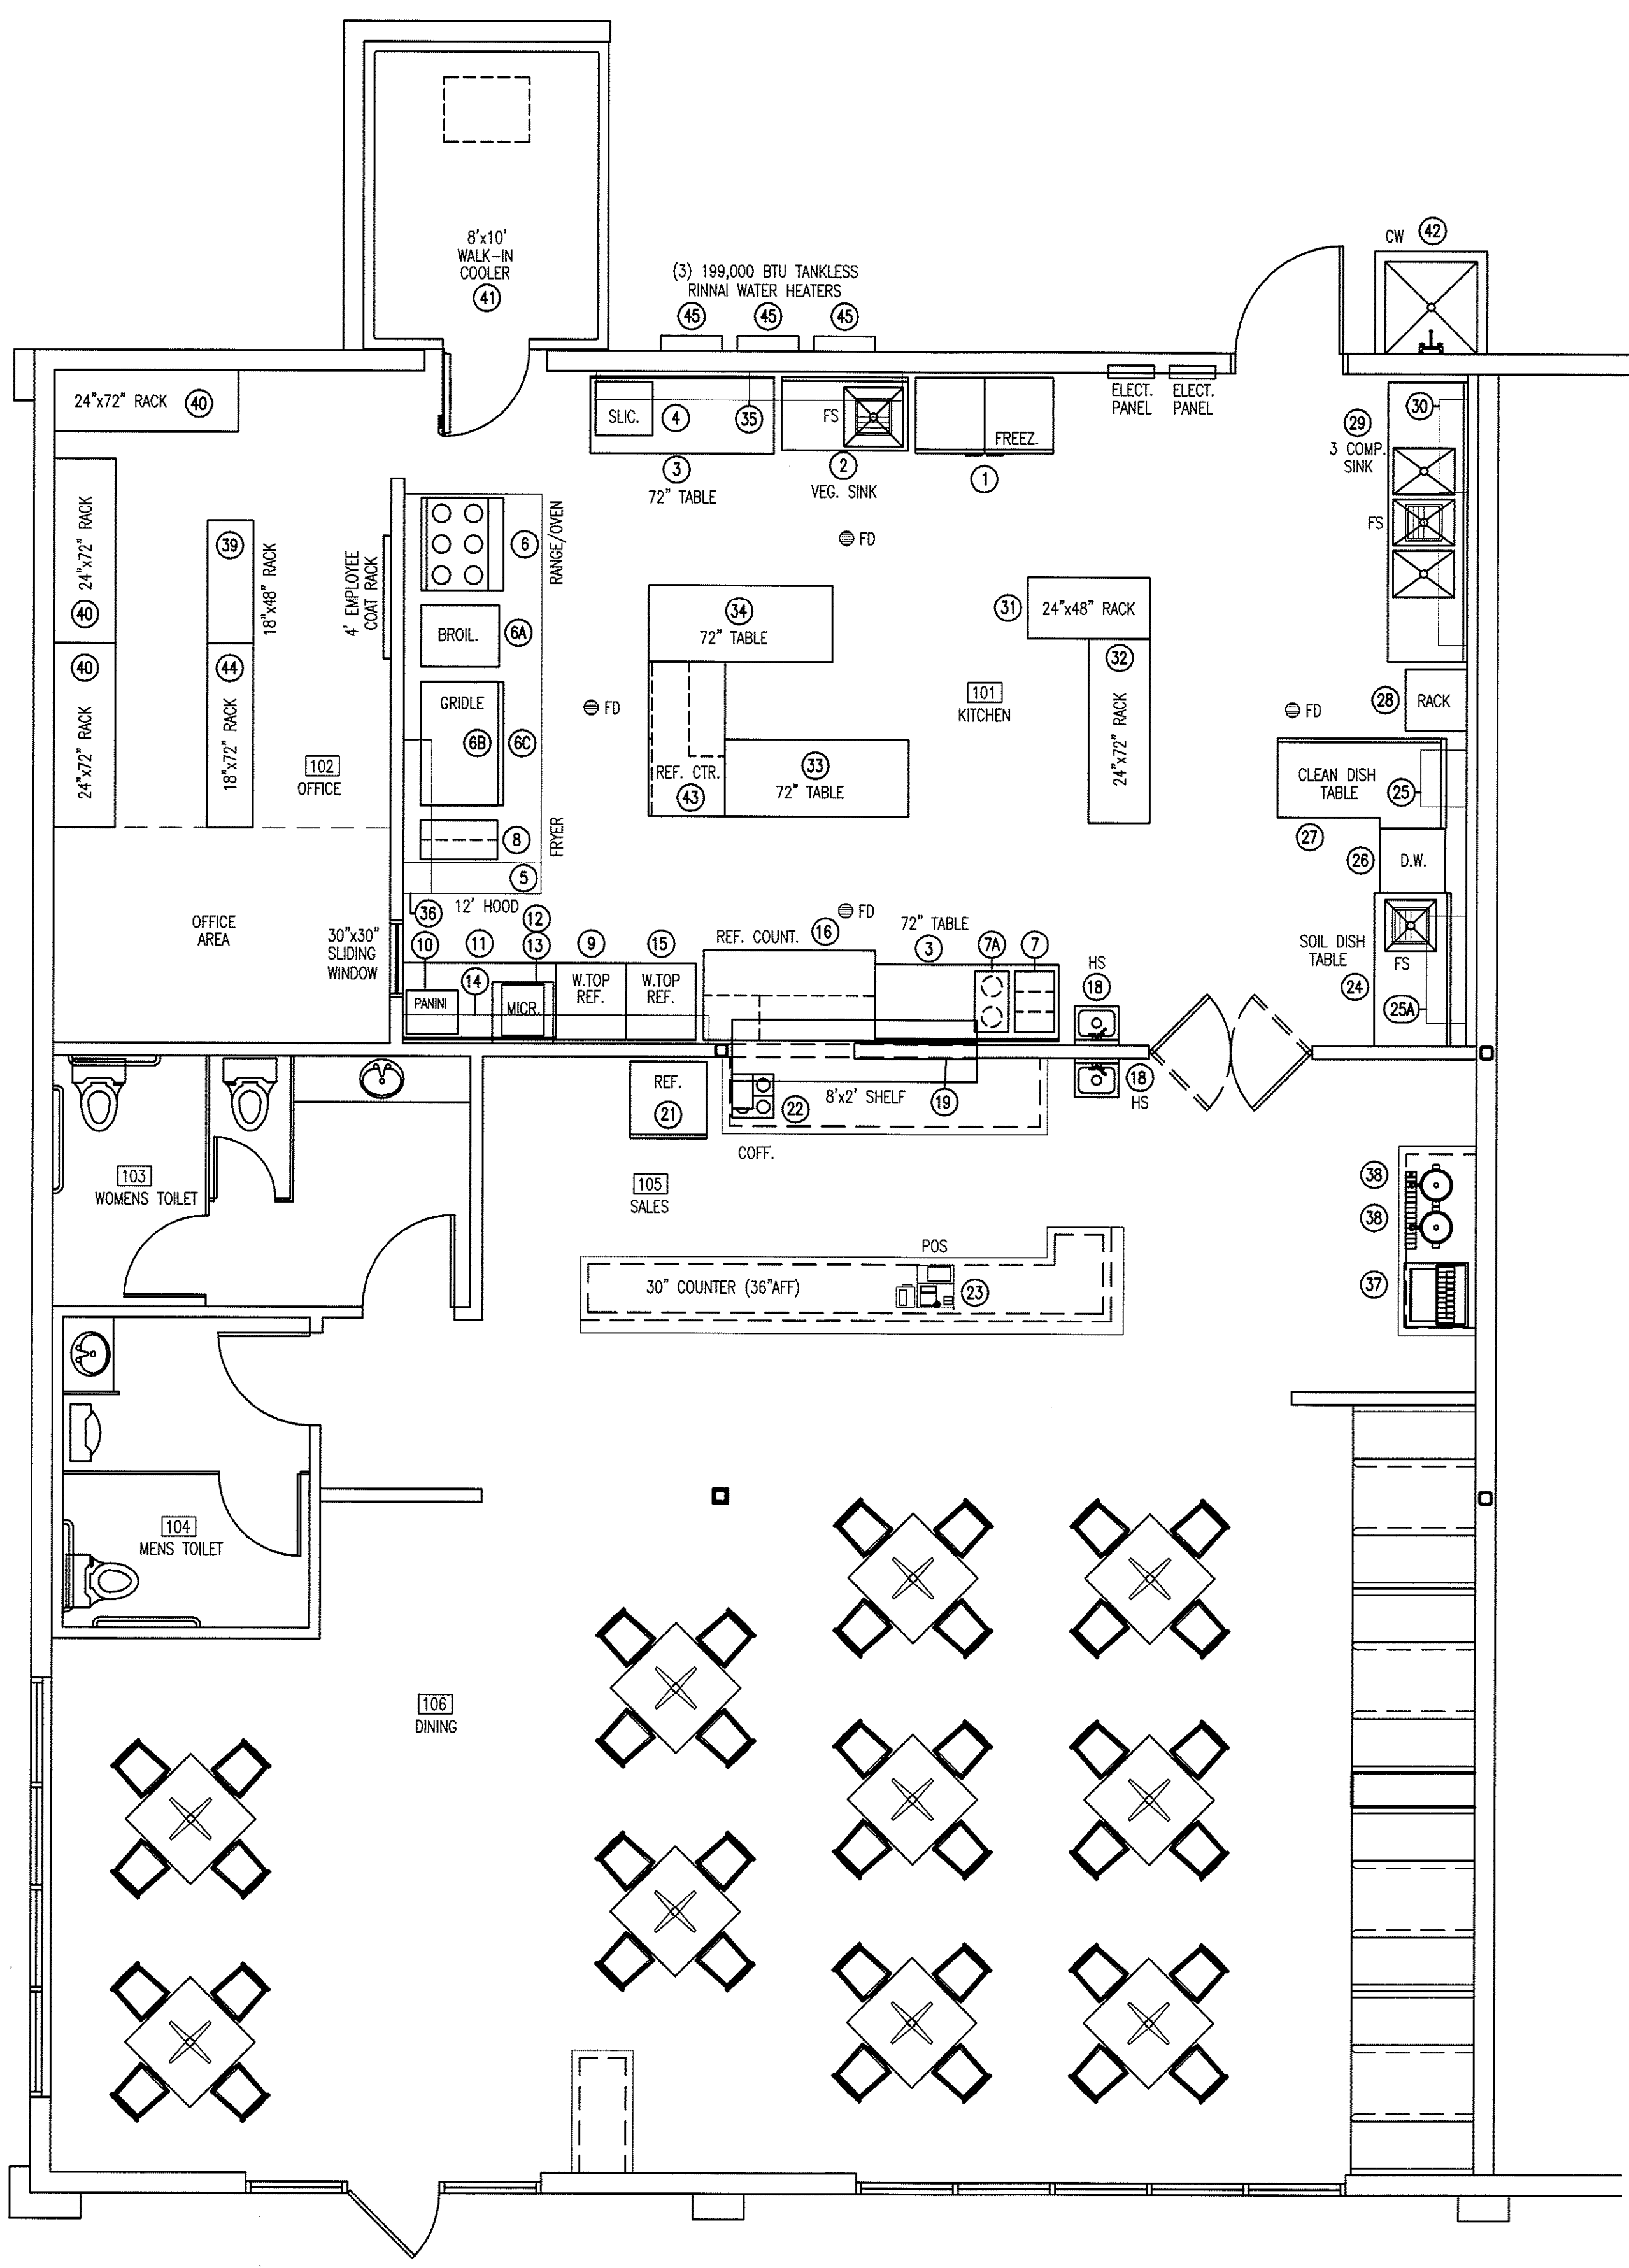 8'x10'
WALK-IN
COOLER
41
CW 42
(3) 199,000 BTU TANKLESS
RINNAI WATER HEATERS
45 45 45
24"x72" RACK 40
SLIC. 4 35
FS
FREEZ.
ELECT.
PANEL
ELECT.
PANEL
30
29
3 COMP.
SINK
FS
3
72" TABLE
2
VEG. SINK
1
24"x72" RACK
40
39
18"x48" RACK
4' EMPLOYEE
COAT RACK
6
RANGE/OVEN
FD
BROIL. 6A
34
72" TABLE
31 24"x48" RACK
32
24"x72" RACK
40
24"x72" RACK
44
18"x72" RACK
102
OFFICE
GRIDLE
6B 6C
FD
101
KITCHEN
FD
28 RACK
REF. CTR.
43
33
72" TABLE
CLEAN DISH
TABLE
25
27
8
FRYER
26 D.W.
5
OFFICE
AREA
30"x30"
SLIDING
WINDOW
36 12' HOOD
10 11 12
13
9 15
14
PANINI
MICR.
W.TOP
REF.
W.TOP
REF.
REF. COUNT. 16
FD
72" TABLE
3
7A 7
HS
18
SOIL DISH
TABLE
FS
24
25A
REF.
21
22
8'x2' SHELF 19
18
HS
COFF.
103
WOMENS TOILET
105
SALES
38
38
37
POS
30" COUNTER (36"AFF)
23
104
MENS TOILET
106
DINING